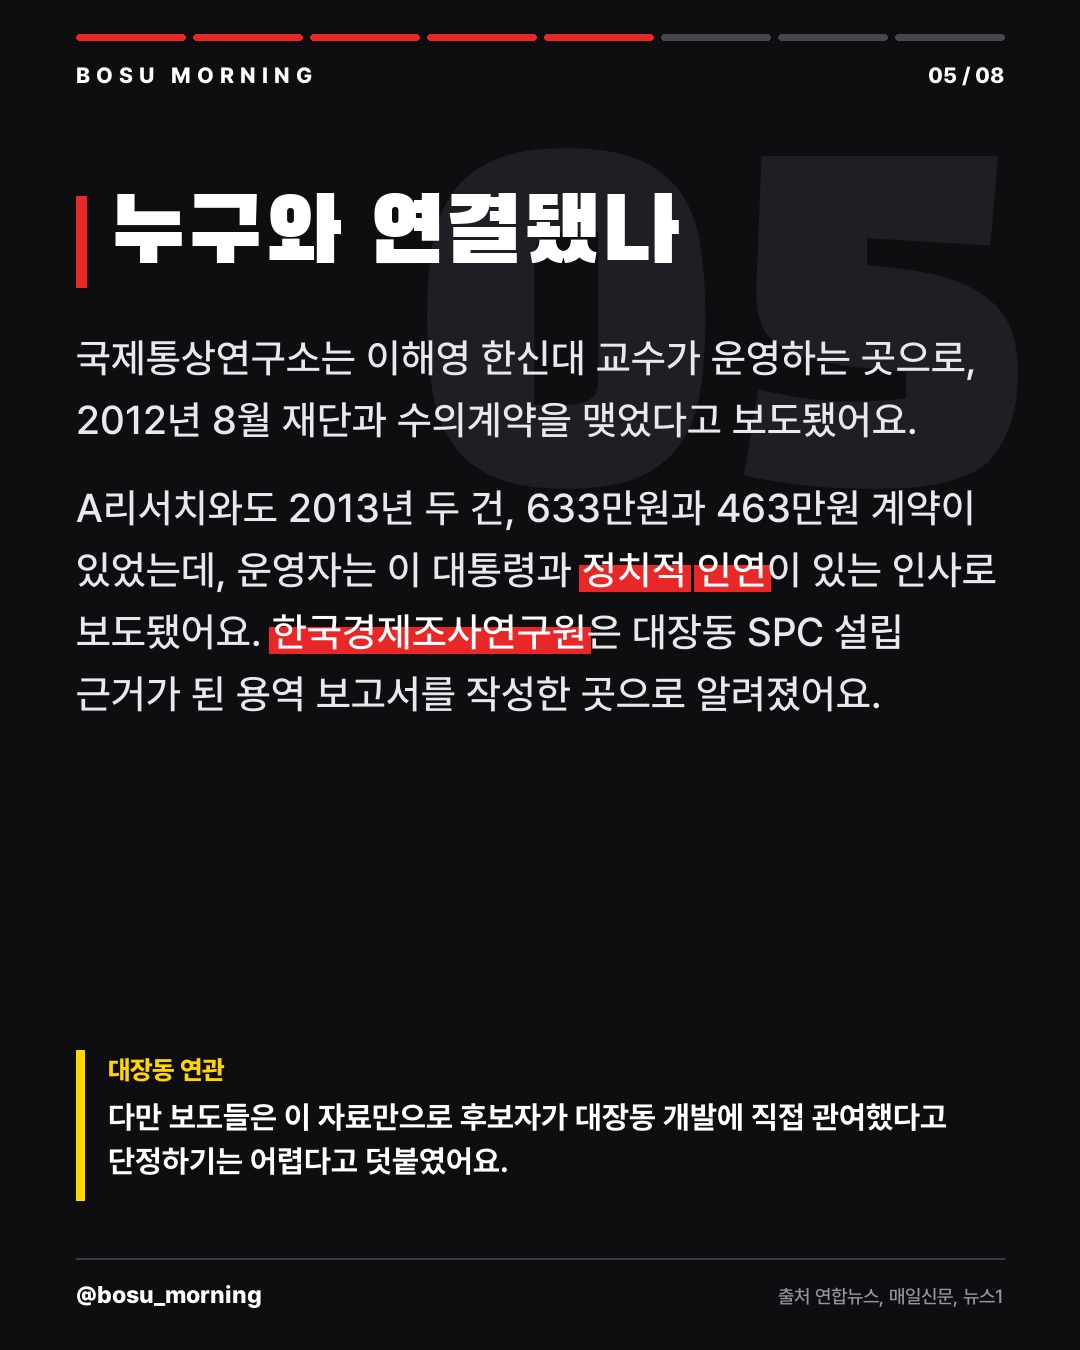 BOSU MORNING
05 / 08
05
누구와 연결됐나
국제통상연구소는 이해영 한신대 교수가 운영하는 곳으로,
2012년 8월 재단과 수의계약을 맺었다고 보도됐어요.
A리서치와도 2013년 두 건, 633만원과 463만원 계약이
있었는데, 운영자는 이 대통령과 정치적 인연이 있는 인사로
보도됐어요. 한국경제조사연구원은 대장동 SPC 설립
근거가 된 용역 보고서를 작성한 곳으로 알려졌어요.
대장동 연관
다만 보도들은 이 자료만으로 후보자가 대장동 개발에 직접 관여했다고
단정하기는 어렵다고 덧붙였어요.
@bosu_morning
출처 연합뉴스, 매일신문, 뉴스1